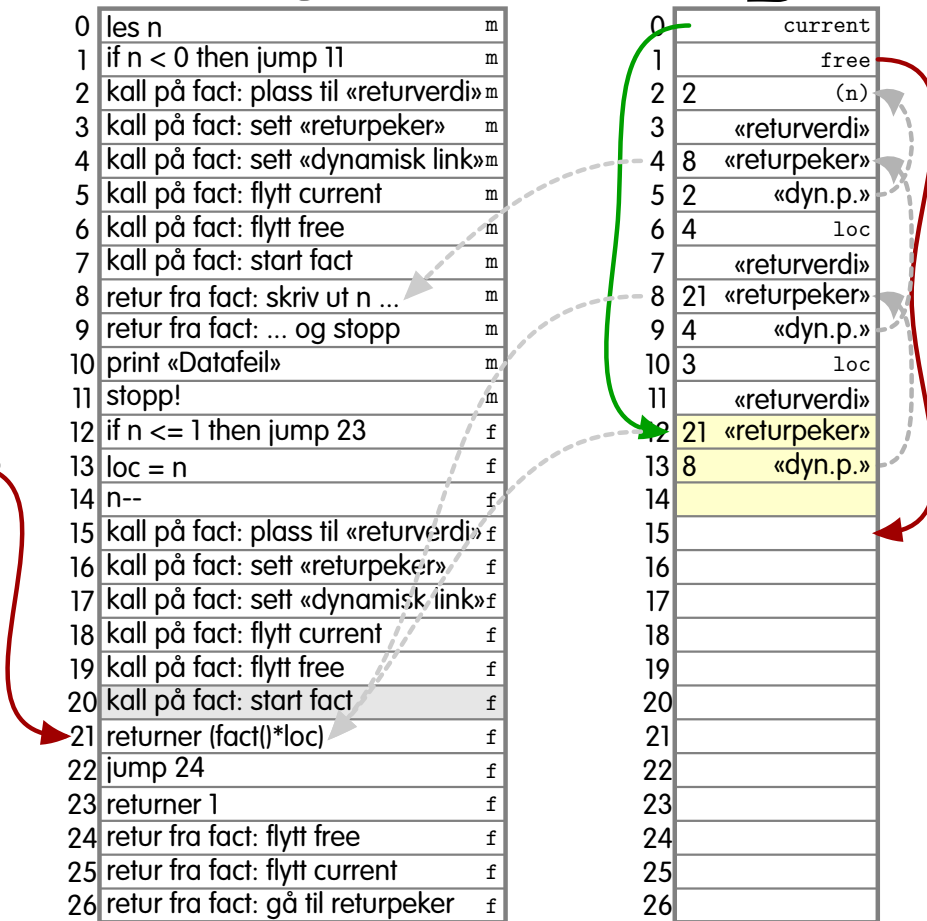 0 les n m
1 if n < 0 then jump 11 m
2 kall på fact: plass til «returverdi» m
3 kall på fact: sett «returpeker» m
4 kall på fact: sett «dynamisk link» m
5 kall på fact: flytt current m
6 kall på fact: flytt free m
7 kall på fact: start fact m
8 retur fra fact: skriv ut n ... m
9 retur fra fact: ... og stopp m
10 print «Datafeil» m
11 stopp! m
12 if n <= 1 then jump 23 f
13 loc = n f
14 n-- f
15 kall på fact: plass til «returverdi» f
16 kall på fact: sett «returpeker» f
17 kall på fact: sett «dynamisk link» f
18 kall på fact: flytt current f
19 kall på fact: flytt free f
20 kall på fact: start fact f
21 returner (fact()*loc) f
22 jump 24 f
23 returner 1 f
24 retur fra fact: flytt free f
25 retur fra fact: flytt current f
26 retur fra fact: gå til returpeker f
0 current
1 free
2 2 (n)
3 «returverdi»
4 8 «returpeker»
5 2 «dyn.p.»
6 4 loc
7 «returverdi»
8 21 «returpeker»
9 4 «dyn.p.»
10 3 loc
11 «returverdi»
12 21 «returpeker»
13 8 «dyn.p.»
14
15
16
17
18
19
20
21
22
23
24
25
26